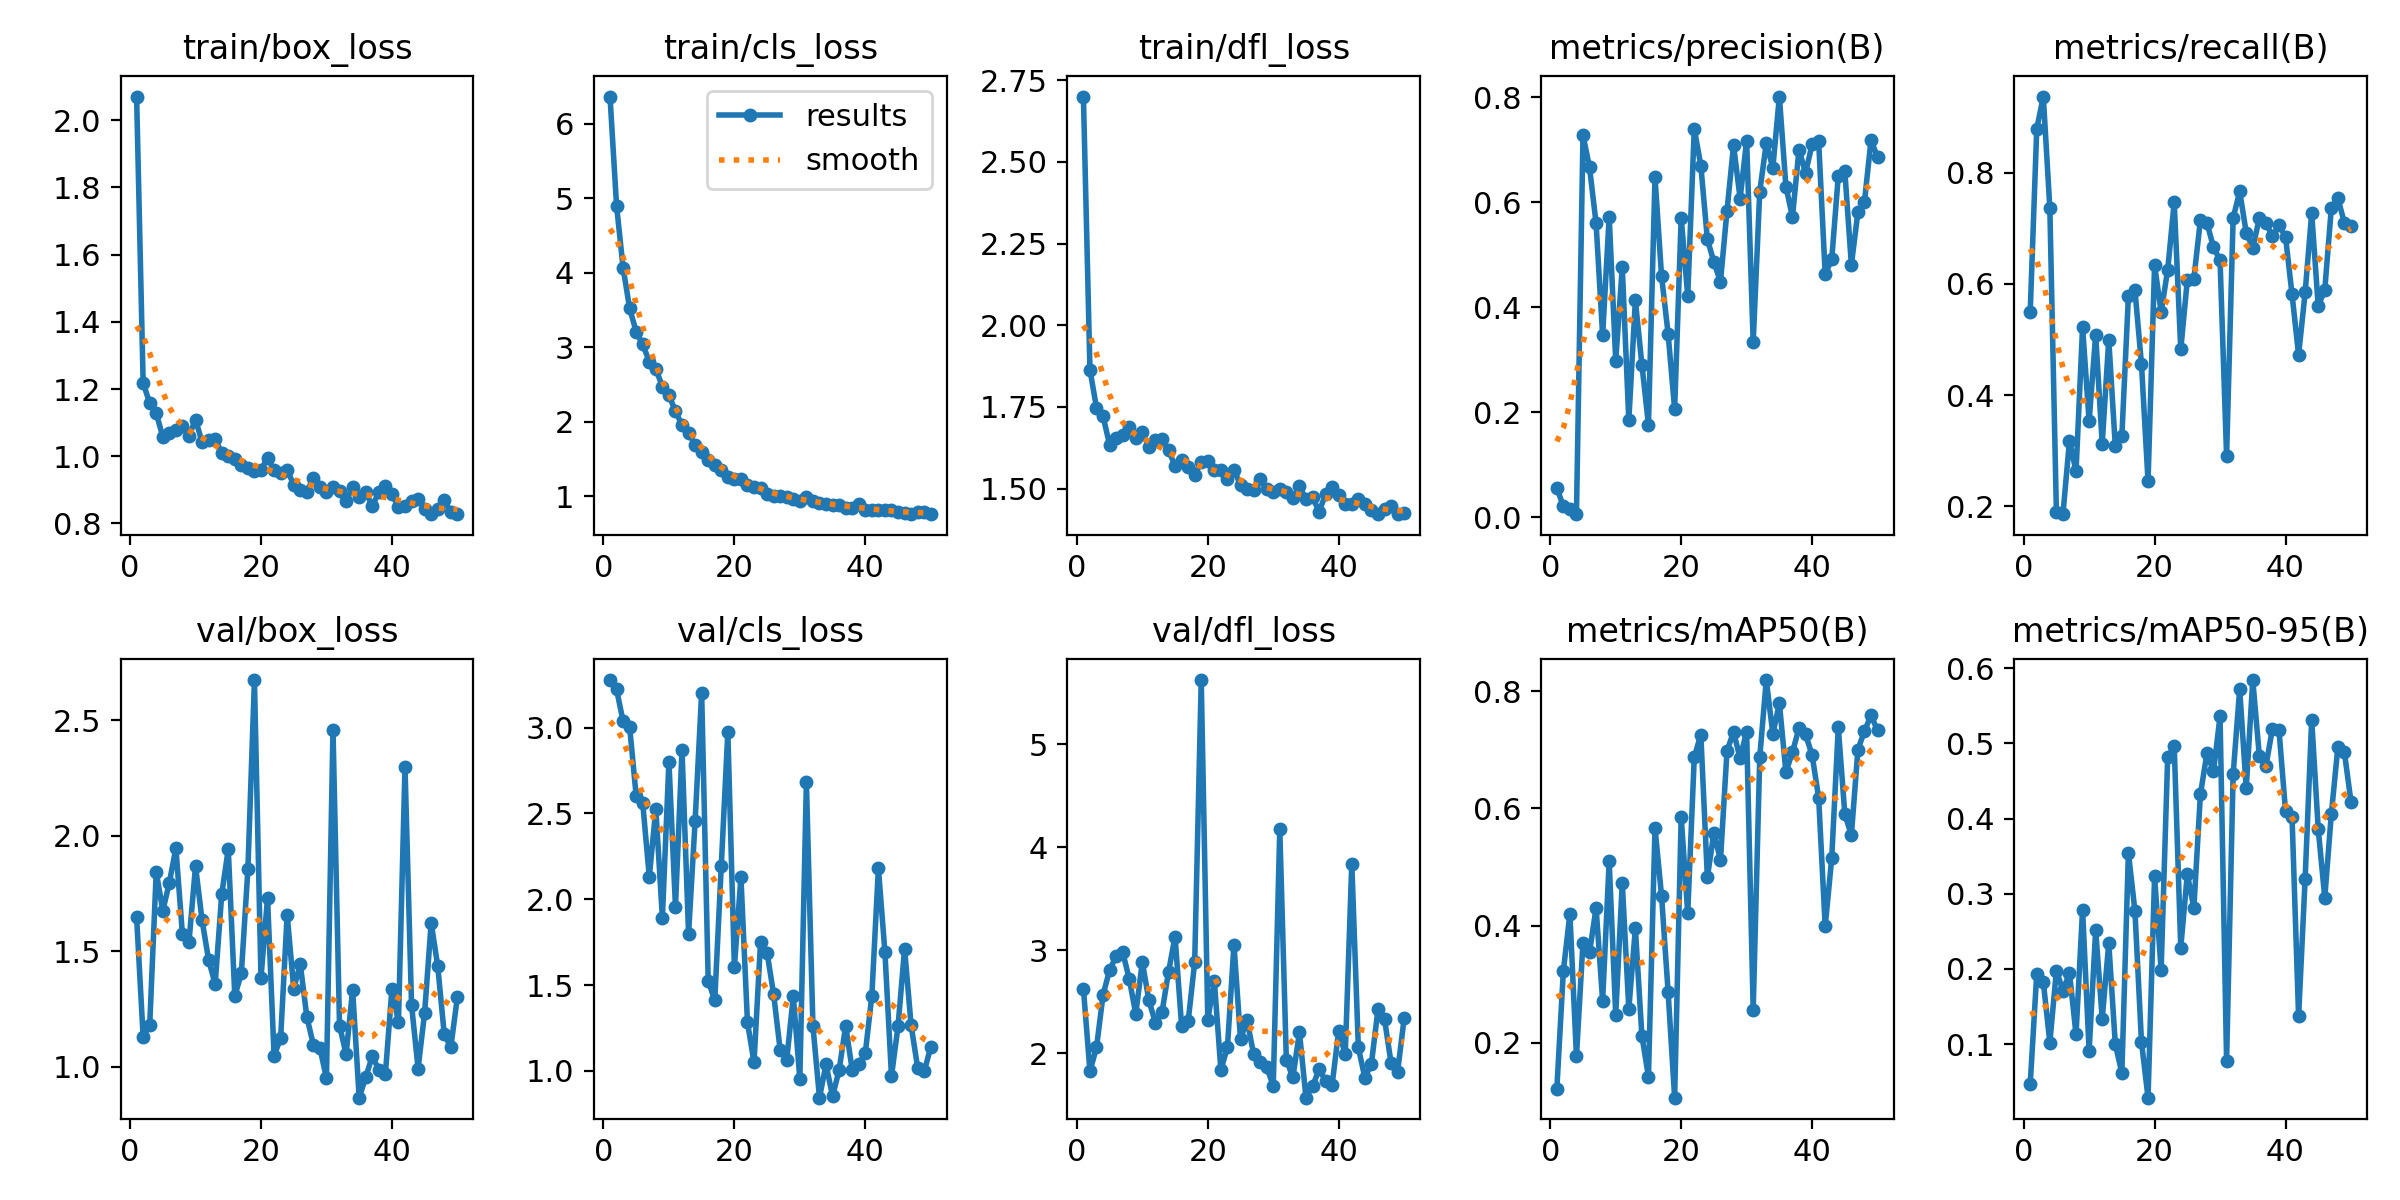 train/box_loss
2.0
1.8
1.6
1.4
1.2
1.0
0.8
0 20 40
train/cls_loss
results
smooth
6
5
4
3
2
1
0 20 40
train/dfl_loss
2.75
2.50
2.25
2.00
1.75
1.50
0 20 40
metrics/precision(B)
0.8
0.6
0.4
0.2
0.0
0 20 40
metrics/recall(B)
0.8
0.6
0.4
0.2
0 20 40
val/box_loss
2.5
2.0
1.5
1.0
0 20 40
val/cls_loss
3.0
2.5
2.0
1.5
1.0
0 20 40
val/dfl_loss
5
4
3
2
0 20 40
metrics/mAP50(B)
0.8
0.6
0.4
0.2
0 20 40
metrics/mAP50-95(B)
0.6
0.5
0.4
0.3
0.2
0.1
0 20 40